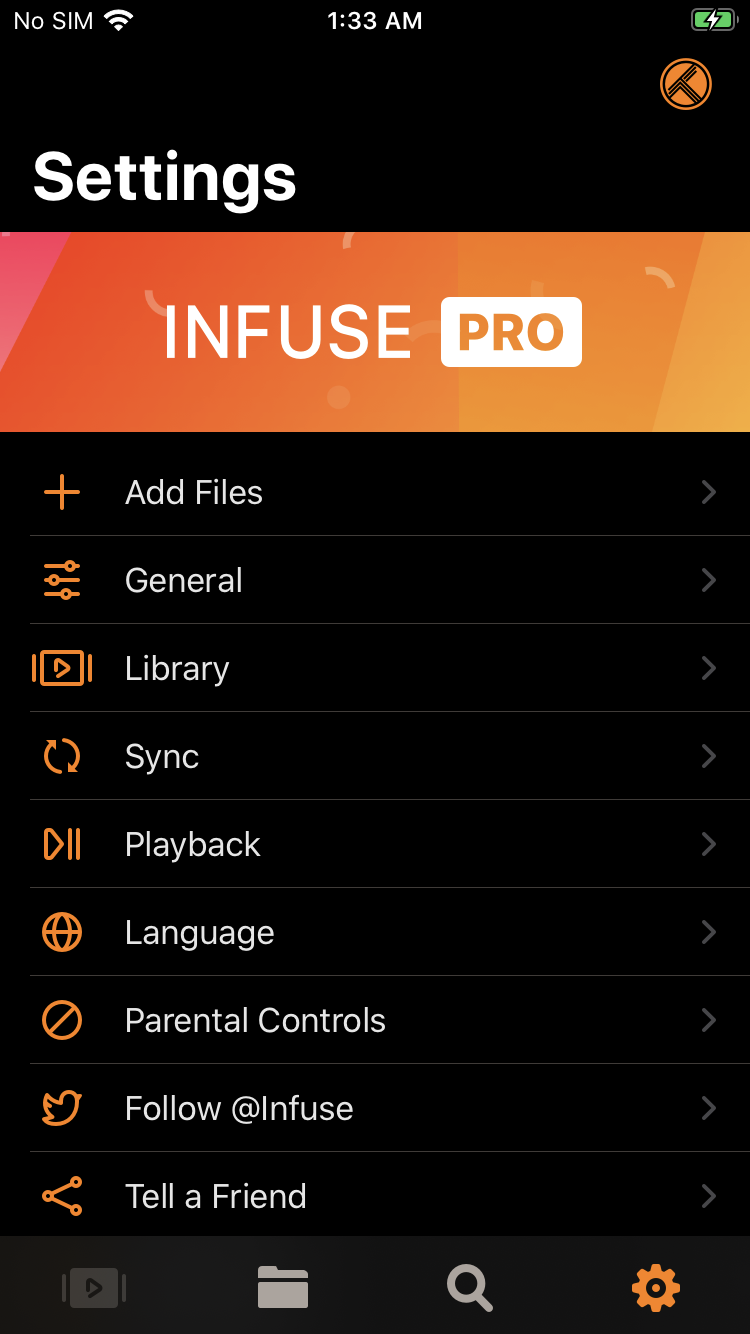 No SIM 1:33 AM
Settings
INFUSE PRO
Add Files
General
Library
Sync
Playback
Language
Parental Controls
Follow @Infuse
Tell a Friend